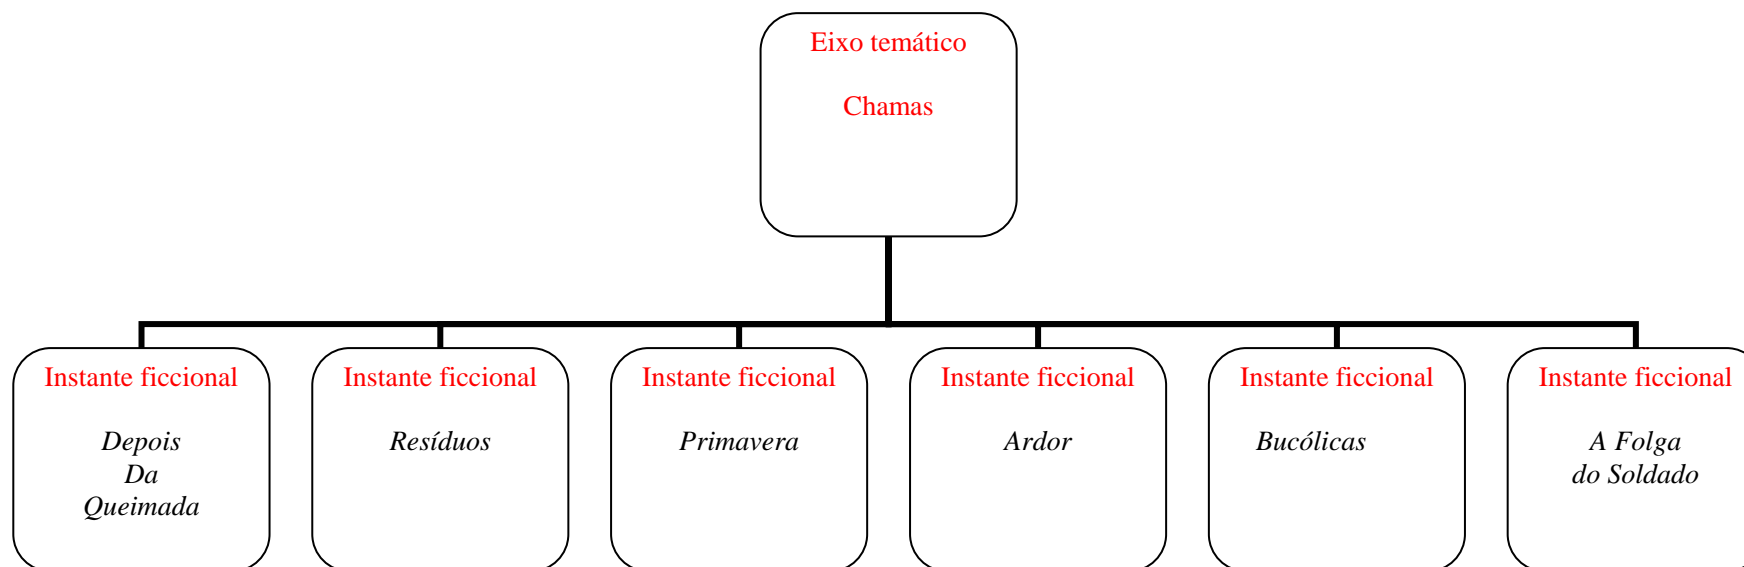 Eixo temático
Chamas
Instante ficcional
Depois
Da
Queimada
Instante ficcional
Resíduos
Instante ficcional
Primavera
Instante ficcional
Ardor
Instante ficcional
Bucólicas
Instante ficcional
A Folga
do Soldado